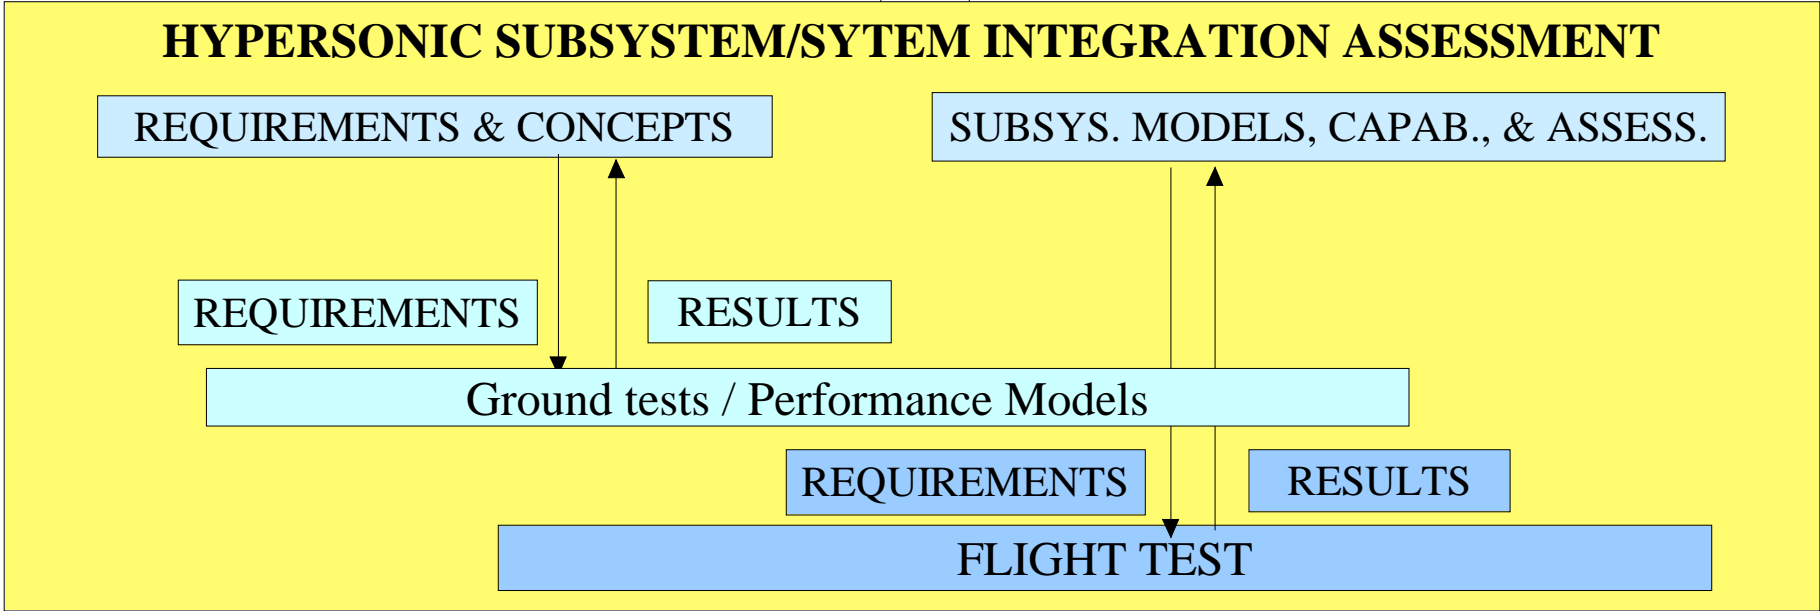 HYPERSONIC SUBSYSTEM/SYTEM INTEGRATION ASSESSMENT
REQUIREMENTS & CONCEPTS
SUBSYS. MODELS, CAPAB., & ASSESS.
REQUIREMENTS
RESULTS
Ground tests / Performance Models
REQUIREMENTS
RESULTS
FLIGHT TEST